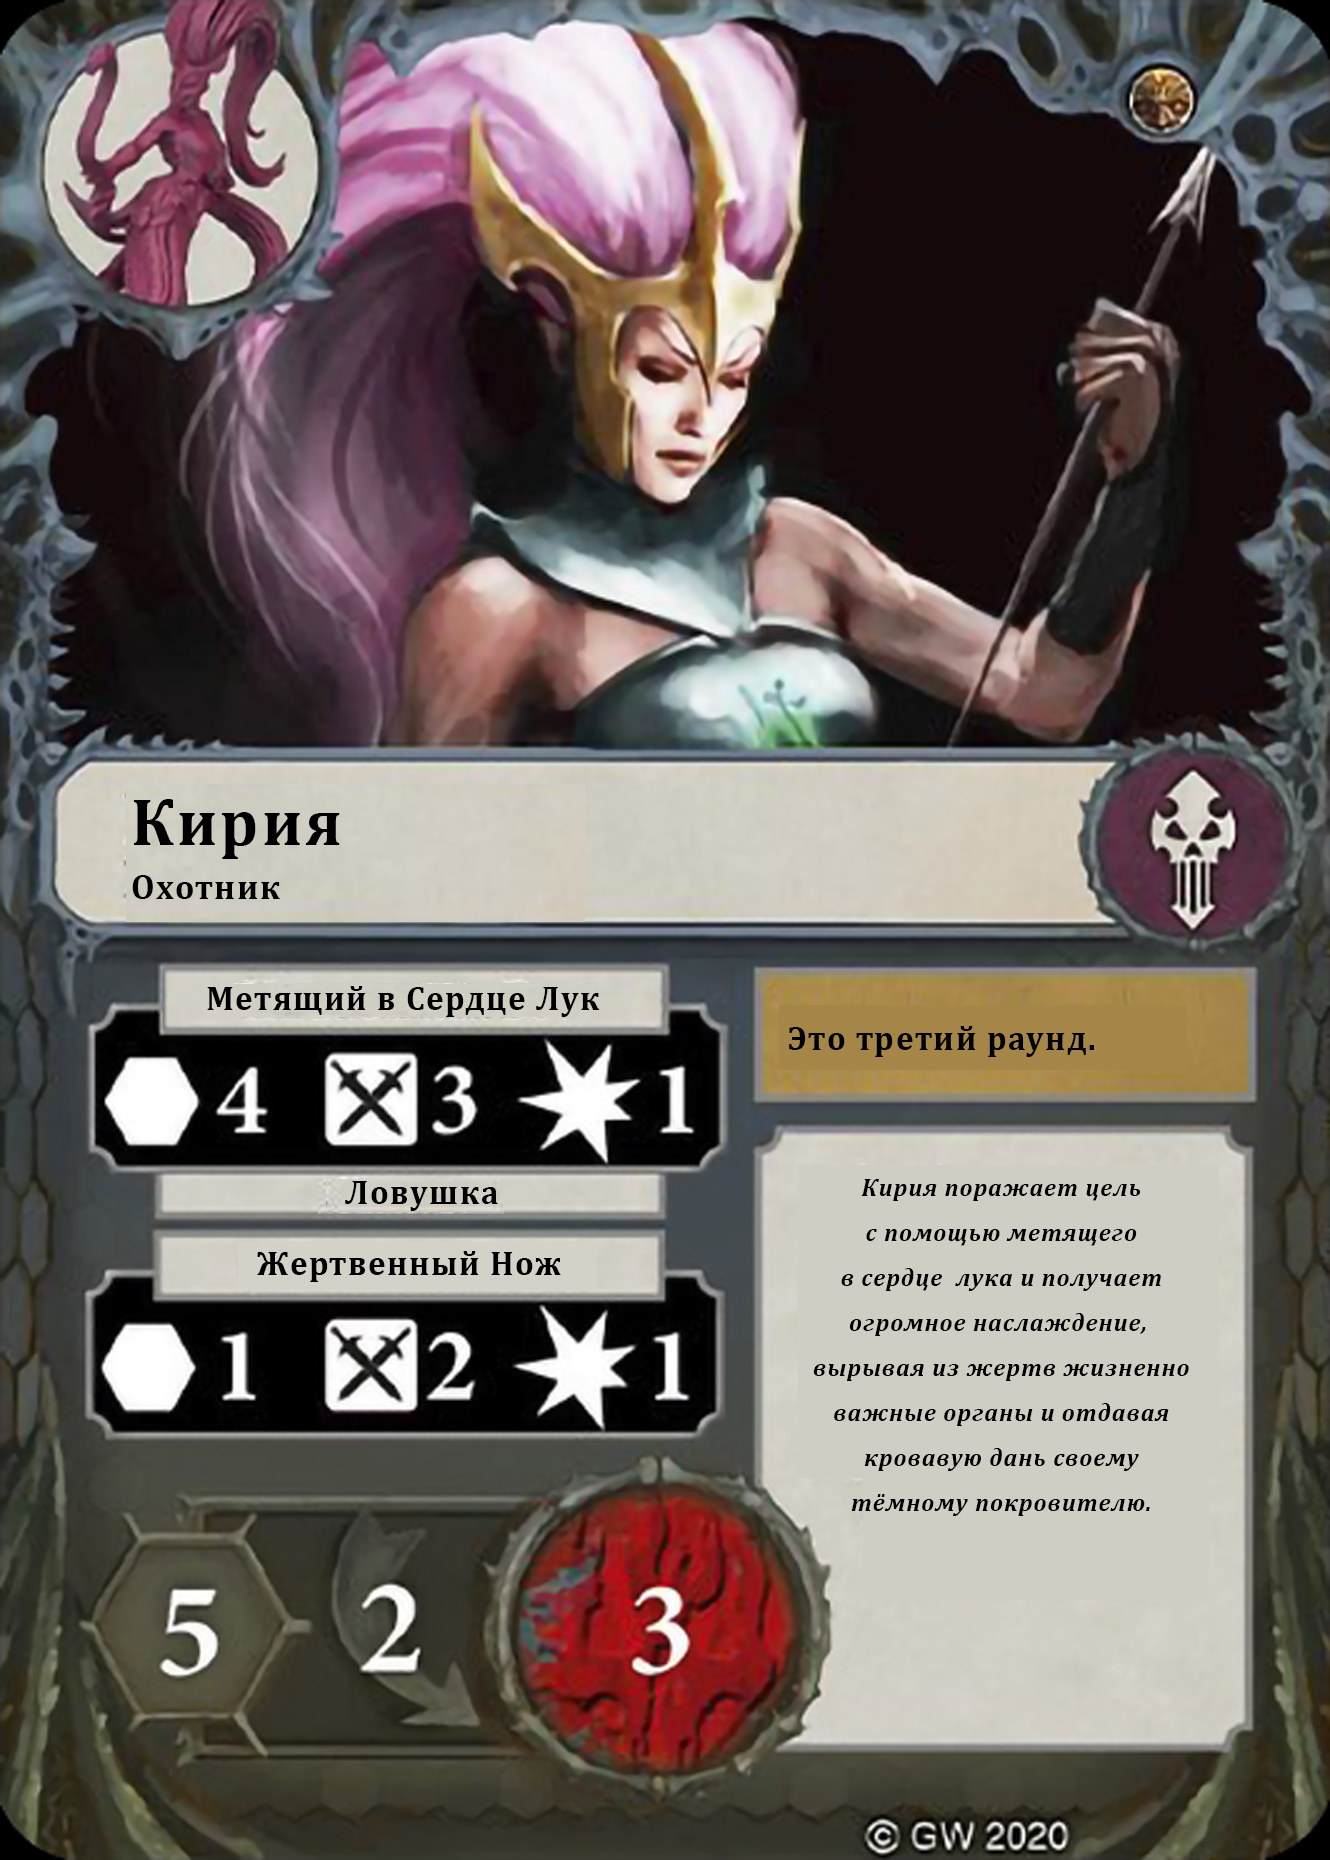 Кирия
Охотник
Метящий в Сердце Лук
4 3 1
Ловушка
Жертвенный Нож
1 2 1
5 2 3
Это третий раунд.
Кирия поражает цель
с помощью метящего
в сердце лука и получает
огромное наслаждение,
вырывая из жертв жизненно
важные органы и отдавая
кровавую дань своему
тёмному покровителю.
© GW 2020